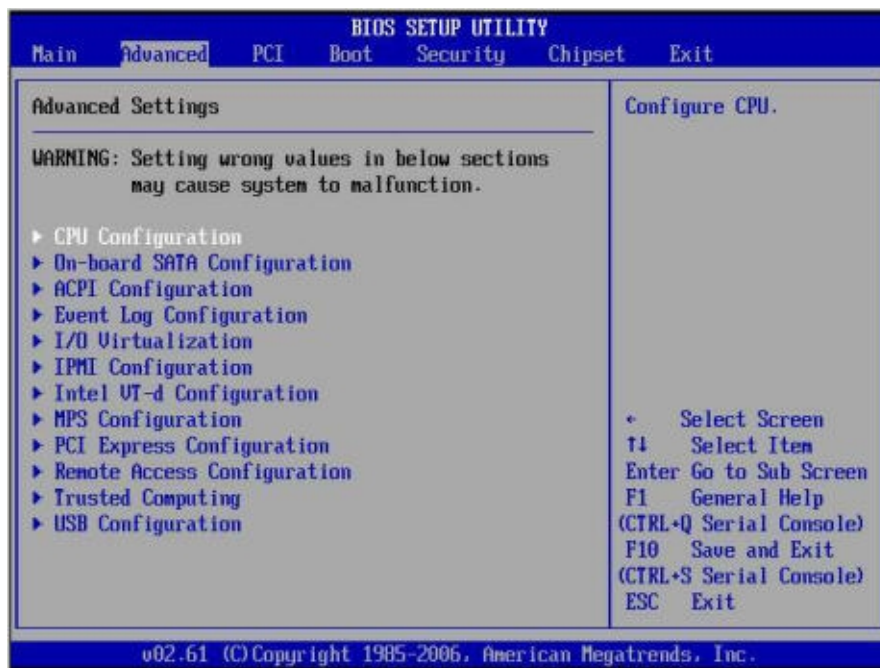 BIOS SETUP UTILITY
Main Advanced PCI Boot Security Chipset Exit
Advanced Settings
WARNING: Setting wrong values in below sections
may cause system to malfunction.
▶ CPU Configuration
▶ On-board SATA Configuration
▶ ACPI Configuration
▶ Event Log Configuration
▶ I/O Virtualization
▶ IPMI Configuration
▶ Intel VT-d Configuration
▶ MPS Configuration
▶ PCI Express Configuration
▶ Remote Access Configuration
▶ Trusted Computing
▶ USB Configuration
Configure CPU.
← Select Screen
↑↓ Select Item
Enter Go to Sub Screen
F1 General Help
(CTRL+Q Serial Console)
F10 Save and Exit
(CTRL+S Serial Console)
ESC Exit
v02.61 (C)Copyright 1985-2006, American Megatrends, Inc.